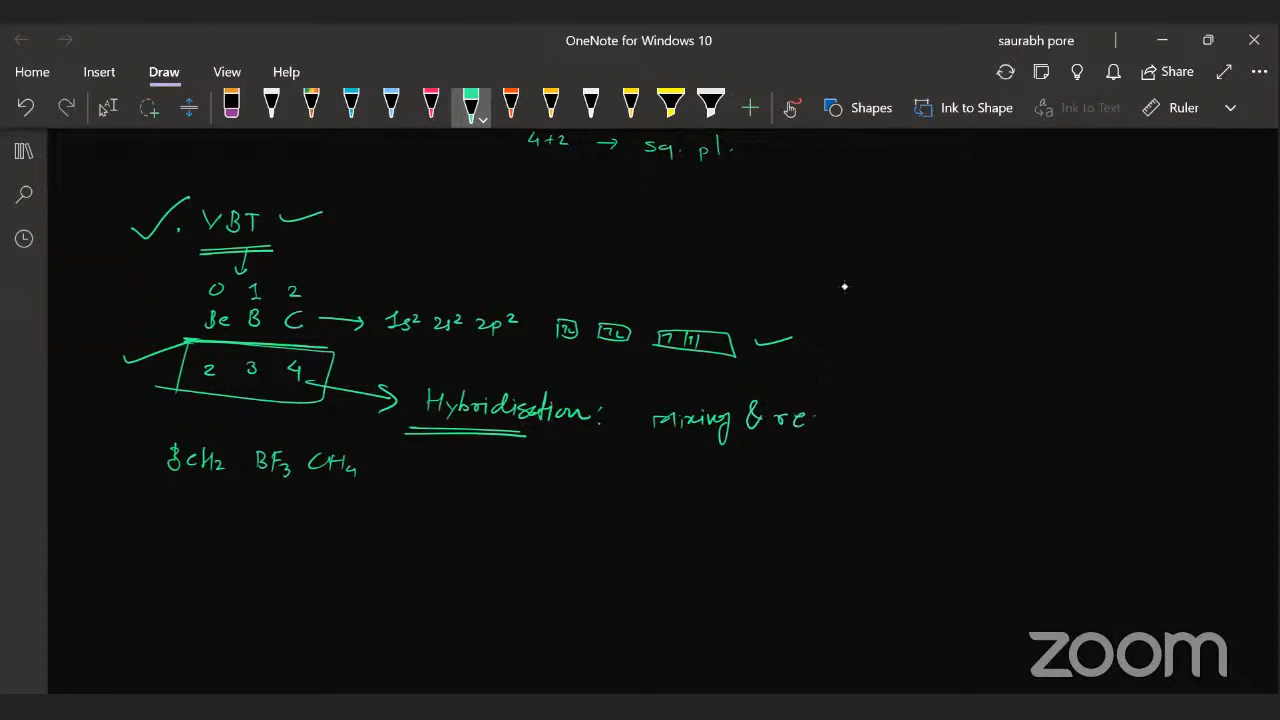 OneNote for Windows 10
saurabh pore
Home Insert Draw View Help
Share
Shapes Ink to Shape Ink to Text Ruler
4+2 → sq. pl.
VBT
0 1 2
Be B C → 1s² 2s² 2p²
2 3 4
Hybridisation: mixing & re
BeH₂ BF₃ CH₄
zoom